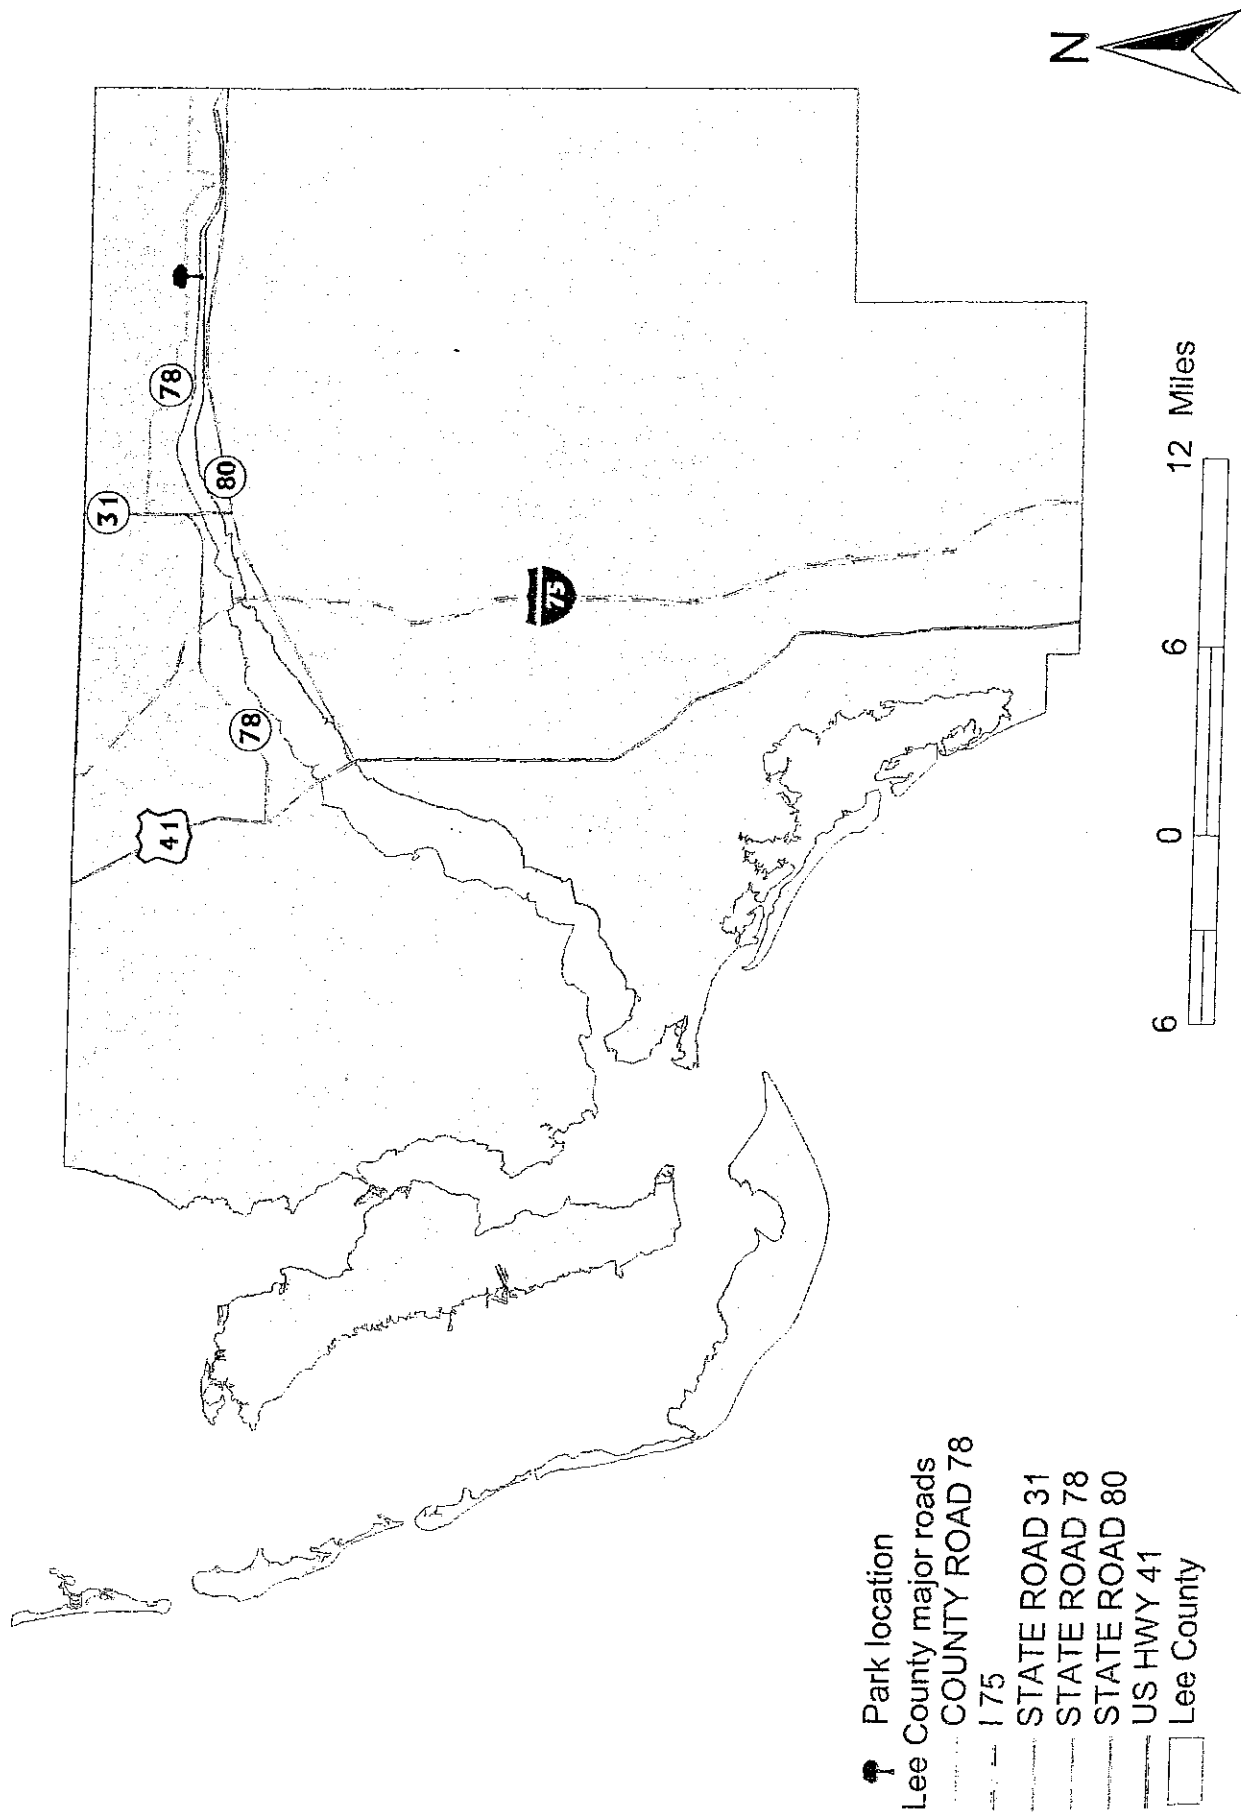 N
31
78
80
78
41
75
6 0 6 12 Miles
Park location
Lee County major roads
COUNTY ROAD 78
I 75
STATE ROAD 31
STATE ROAD 78
STATE ROAD 80
US HWY 41
Lee County